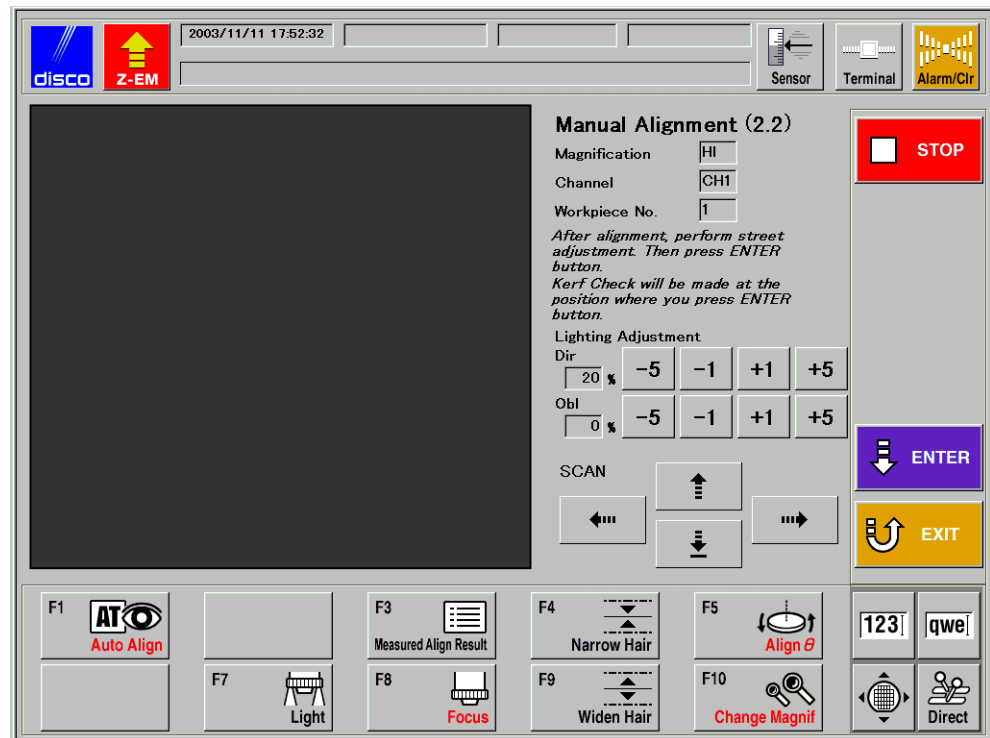 disco
Z-EM
2003/11/11 17:52:32
Sensor
Terminal
Alarm/Clr
Manual Alignment (2.2)
Magnification HI
Channel CH1
Workpiece No. 1
After alignment, perform street
adjustment. Then press ENTER
button.
Kerf Check will be made at the
position where you press ENTER
button.
Lighting Adjustment
Dir
20 % -5 -1 +1 +5
Obl
0 % -5 -1 +1 +5
SCAN
STOP
ENTER
EXIT
F1 AT Auto Align
F3 Measured Align Result
F4 Narrow Hair
F5 Align θ
123 qwe
F7 Light
F8 Focus
F9 Widen Hair
F10 Change Magnif
Direct